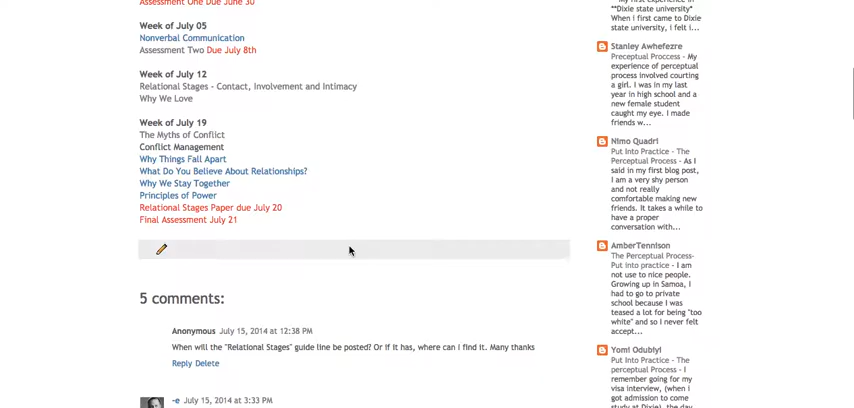 Assessment One Due June 30
Week of July 05
Nonverbal Communication
Assessment Two Due July 8th
Week of July 12
Relational Stages - Contact, Involvement and Intimacy
Why We Love
Week of July 19
The Myths of Conflict
Conflict Management
Why Things Fall Apart
What Do You Believe About Relationships?
Why We Stay Together
Principles of Power
Relational Stages Paper due July 20
Final Assessment July 21
5 comments:
Anonymous July 15, 2014 at 12:38 PM
When will the "Relational Stages" guide line be posted? Or if it has, where can i find it. Many thanks
Reply Delete
-e July 15, 2014 at 3:33 PM
**My first Experience in
**Dixie state university*
When I first came to Dixie
state university, i felt i...
Stanley Awhefezre
Preceptual Proccess - My
experience of perceptual
process involved courting
a girl. I was in my last
year in high school and a
new female student
caught my eye. I made
friends w...
Nimo Quadri
Put Into Practice - The
Perceptual Process - As I
said in my first blog post,
I am a very shy person
and not really
comfortable making new
friends. It takes a while to
have a proper
conversation with...
AmberTennison
The Perceptual Process-
Put into practice - I am
not use to nice people.
Growing up in Samoa, I
had to go to private
school because I was
teased a lot for being "too
white" and so I never felt
accept...
Yomi Odubiyi
Put Into Practice - The
perceptual Process - I
remember going for my
visa interview, (when i
got admission to come
study at Dixie), the day